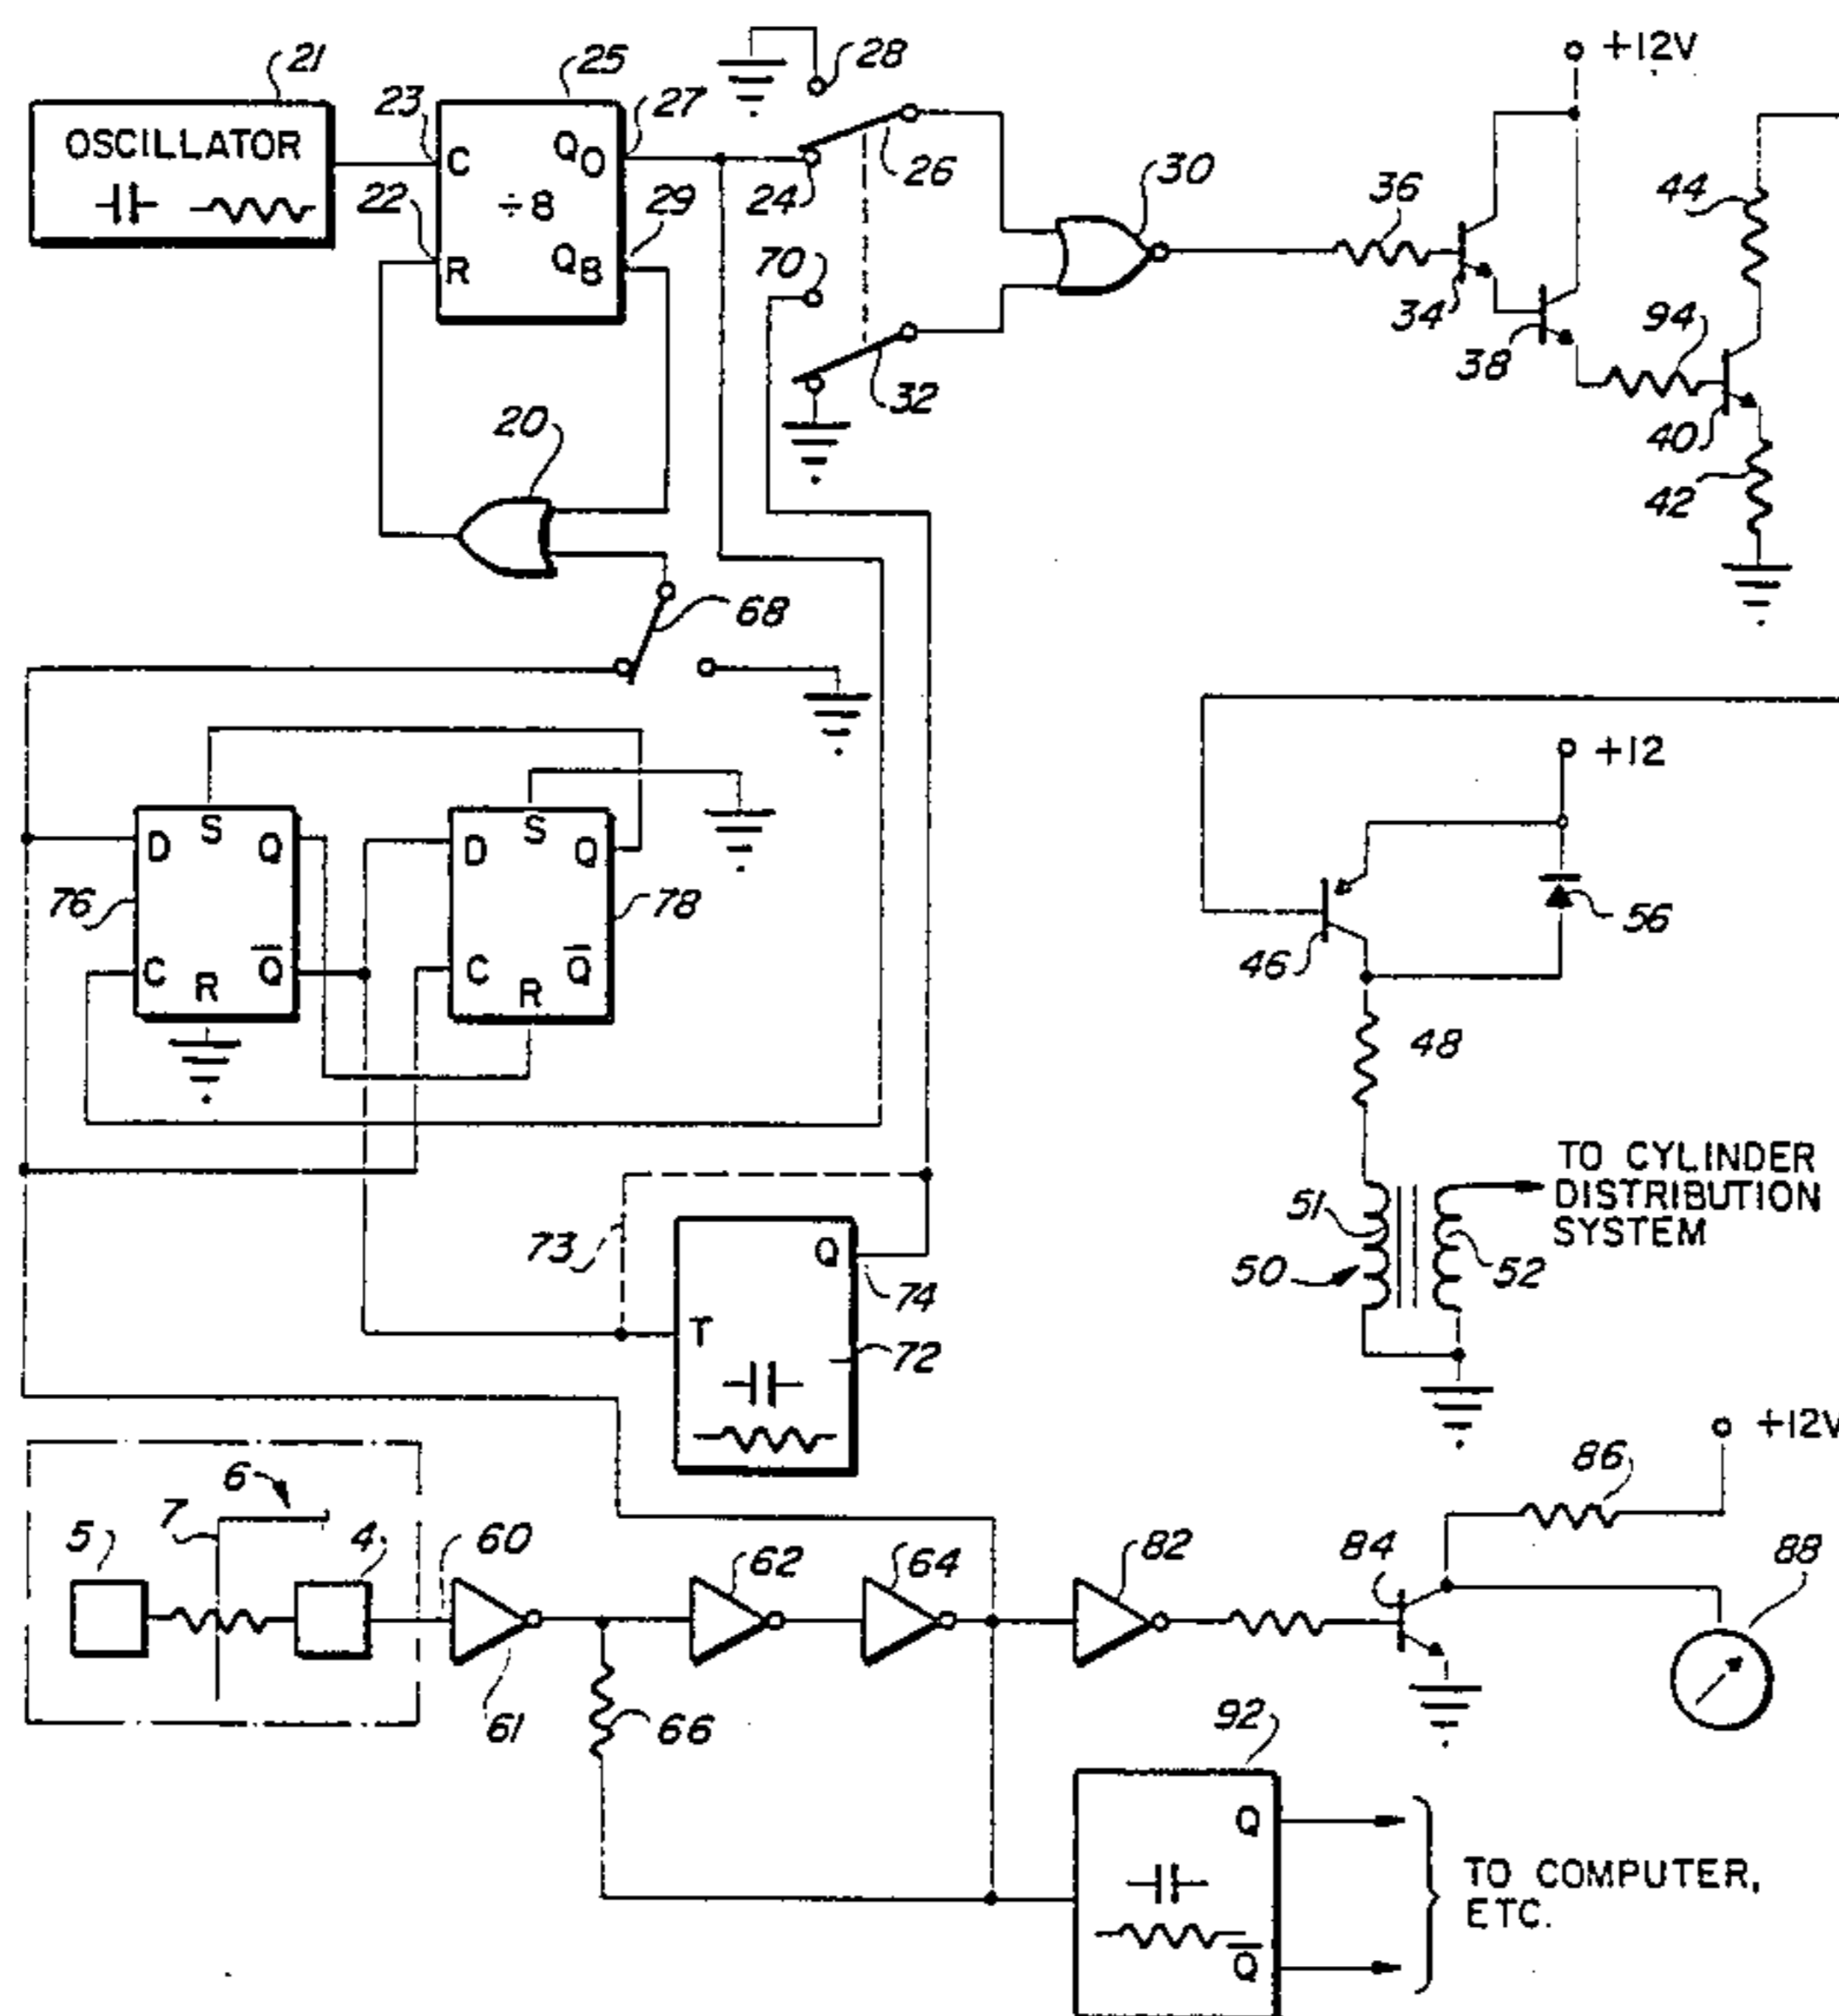 21
25
28
+12V
OSCILLATOR
23
C
Q0
27
÷8
22
R
QB
29
24
26
30
36
44
70
34
38
94
32
20
40
42
68
+12
D
S
Q
76
C
R
Q̅
D
S
Q
78
C
R
Q̅
56
46
48
TO CYLINDER
DISTRIBUTION
SYSTEM
51
50
52
73
Q
74
T
72
+12V
86
6
7
5
4
60
62
64
82
84
88
61
66
92
Q
Q̅
TO COMPUTER,
ETC.